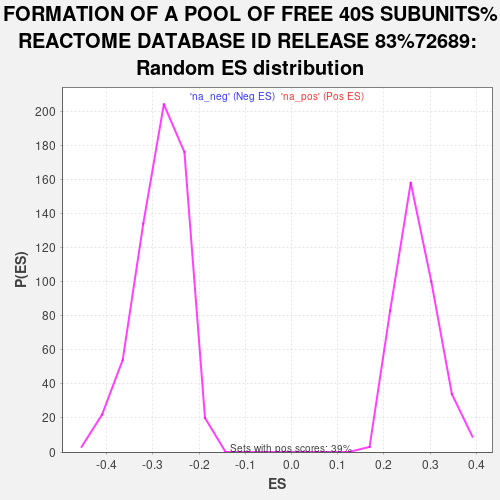 FORMATION OF A POOL OF FREE 40S SUBUNITS%
REACTOME DATABASE ID RELEASE 83%72689:
Random ES distribution
'na_neg' (Neg ES) 'na_pos' (Pos ES)
200
180
160
140
120
100
80
60
40
20
0
P(ES)
Sets with pos scores: 39%
-0.4 -0.3 -0.2 -0.1 0.0 0.1 0.2 0.3 0.4
ES